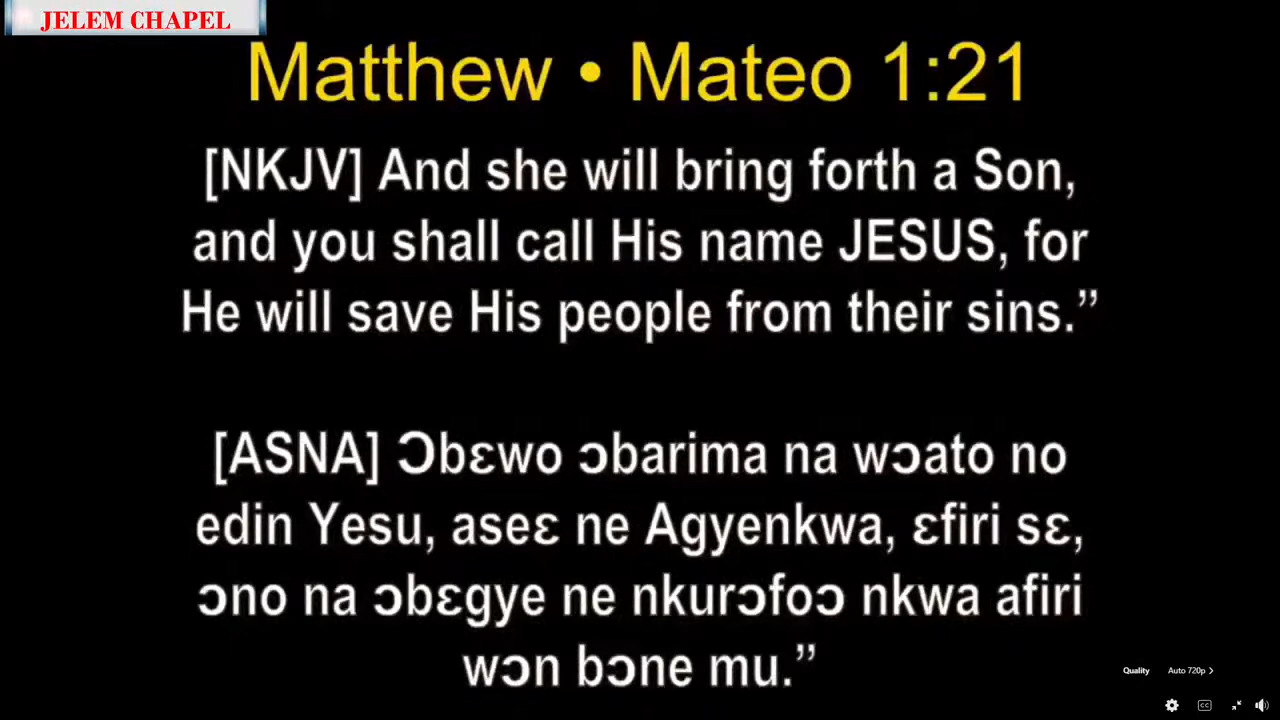 JELEM CHAPEL
Matthew • Mateo 1:21
[NKJV] And she will bring forth a Son,
and you shall call His name JESUS, for
He will save His people from their sins.”
[ASNA] Ɔbɛwo ɔbarima na wɔato no
edin Yesu, aseɛ ne Agyenkwa, ɛfiri sɛ,
ɔno na ɔbɛgye ne nkurɔfoɔ nkwa afiri
wɔn bɔne mu.”
Quality Auto 720p
CC